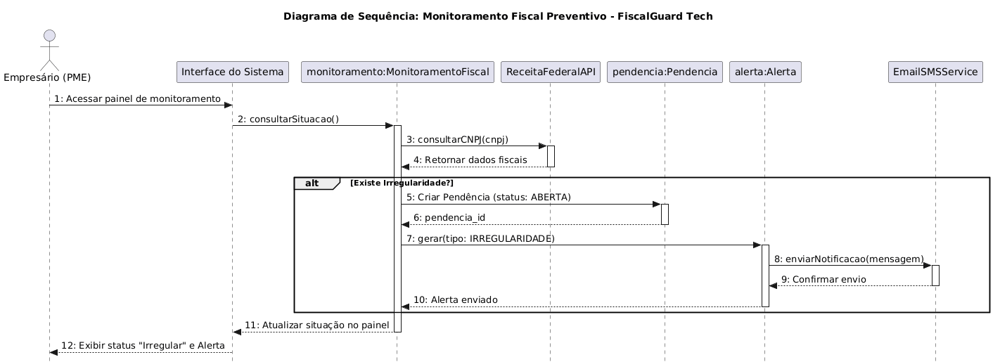 Diagrama de Sequência: Monitoramento Fiscal Preventivo - FiscalGuard Tech
Empresário (PME)
Interface do Sistema
monitoramento:MonitoramentoFiscal
ReceitaFederalAPI
pendencia:Pendencia
alerta:Alerta
EmailSMSService
1: Acessar painel de monitoramento
2: consultarSituacao()
3: consultarCNPJ(cnpj)
4: Retornar dados fiscais
alt
[Existe Irregularidade?]
5: Criar Pendência (status: ABERTA)
6: pendencia_id
7: gerar(tipo: IRREGULARIDADE)
8: enviarNotificacao(mensagem)
9: Confirmar envio
10: Alerta enviado
11: Atualizar situação no painel
12: Exibir status "Irregular" e Alerta